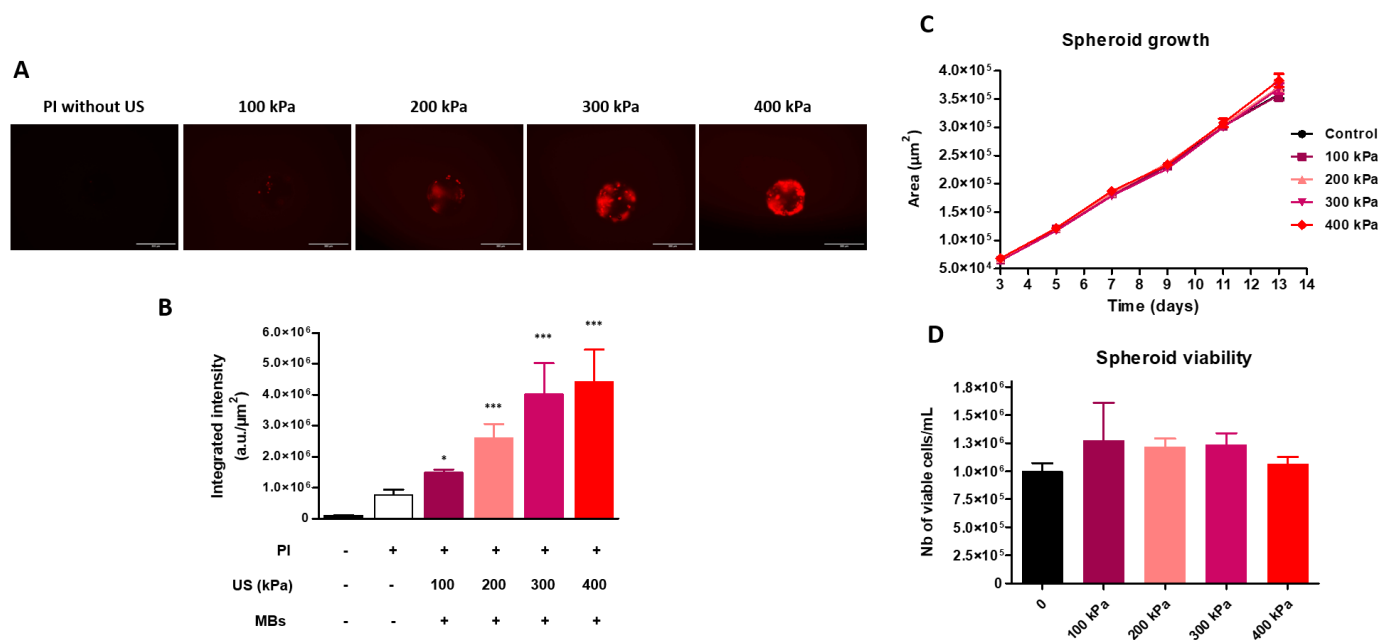 A
PI without US
100 kPa
200 kPa
300 kPa
400 kPa
B
Integrated intensity
(a.u./µm²)
6.0×10⁶
5.0×10⁶
4.0×10⁶
3.0×10⁶
2.0×10⁶
1.0×10⁶
0
*
***
***
***
PI - + + + + +
US (kPa) - - 100 200 300 400
MBs - - + + + +
C
Spheroid growth
Area (µm²)
4.0×10⁵
3.5×10⁵
3.0×10⁵
2.5×10⁵
2.0×10⁵
1.5×10⁵
1.0×10⁵
5.0×10⁴
3 4 5 6 7 8 9 10 11 12 13 14
Time (days)
Control
100 kPa
200 kPa
300 kPa
400 kPa
D
Spheroid viability
Nb of viable cells/mL
1.8×10⁶
1.5×10⁶
1.3×10⁶
1.0×10⁶
7.5×10⁵
5.0×10⁵
2.5×10⁵
0
0
100 kPa
200 kPa
300 kPa
400 kPa